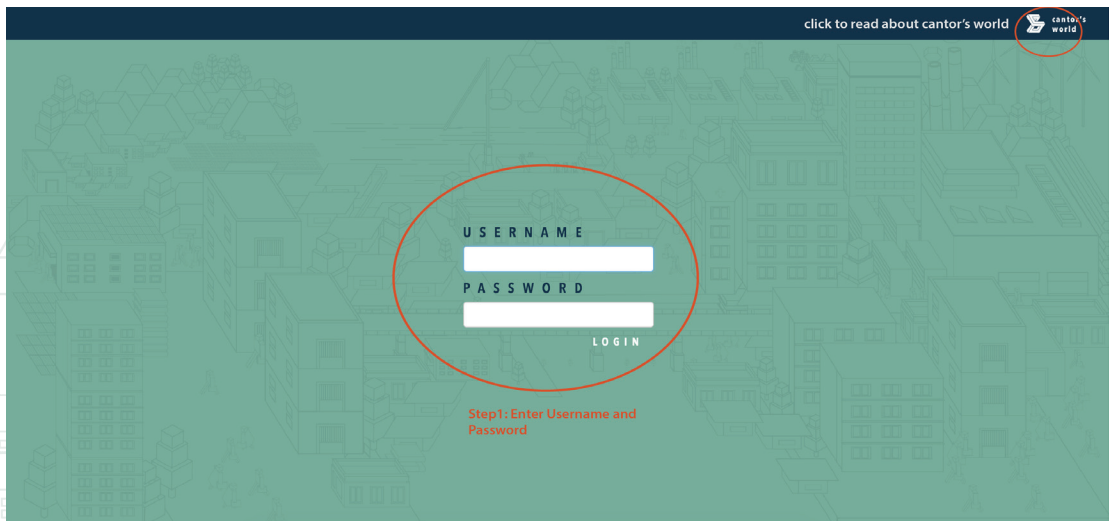 click to read about cantor's world
cantor's
world
USERNAME
PASSWORD
LOGIN
Step1: Enter Username and
Password